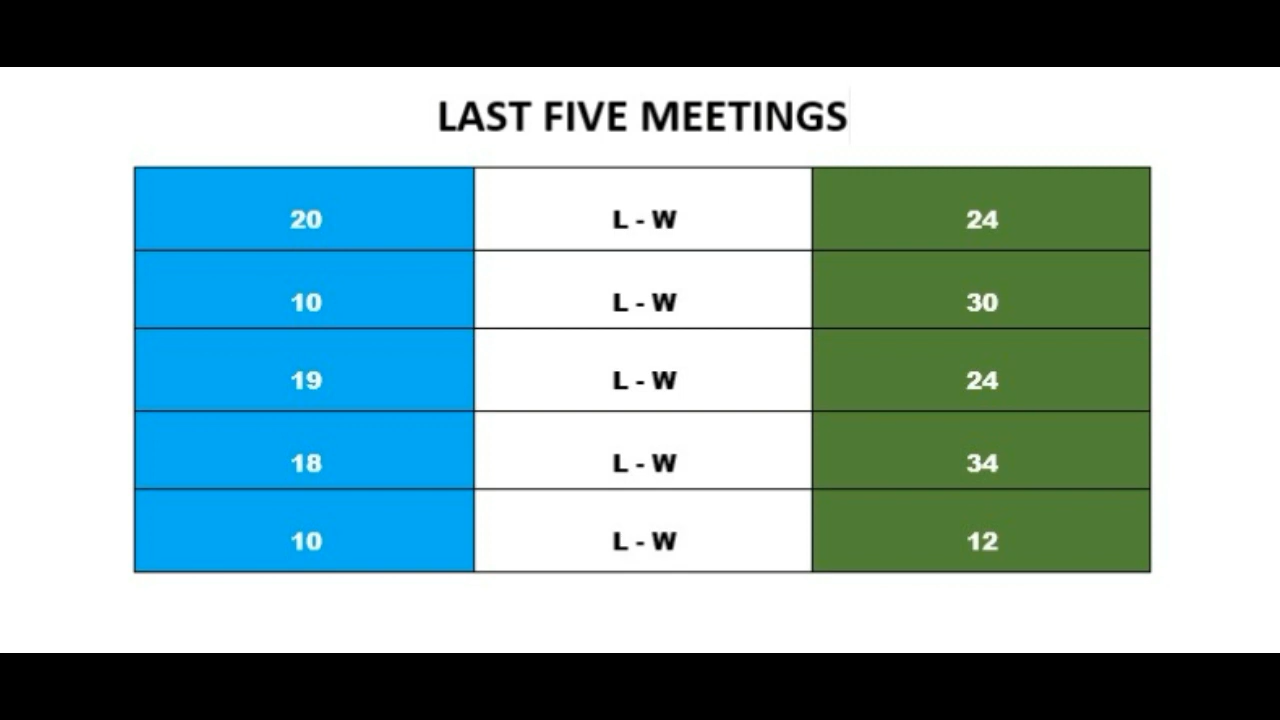 LAST FIVE MEETINGS
20 L - W 24
10 L - W 30
19 L - W 24
18 L - W 34
10 L - W 12